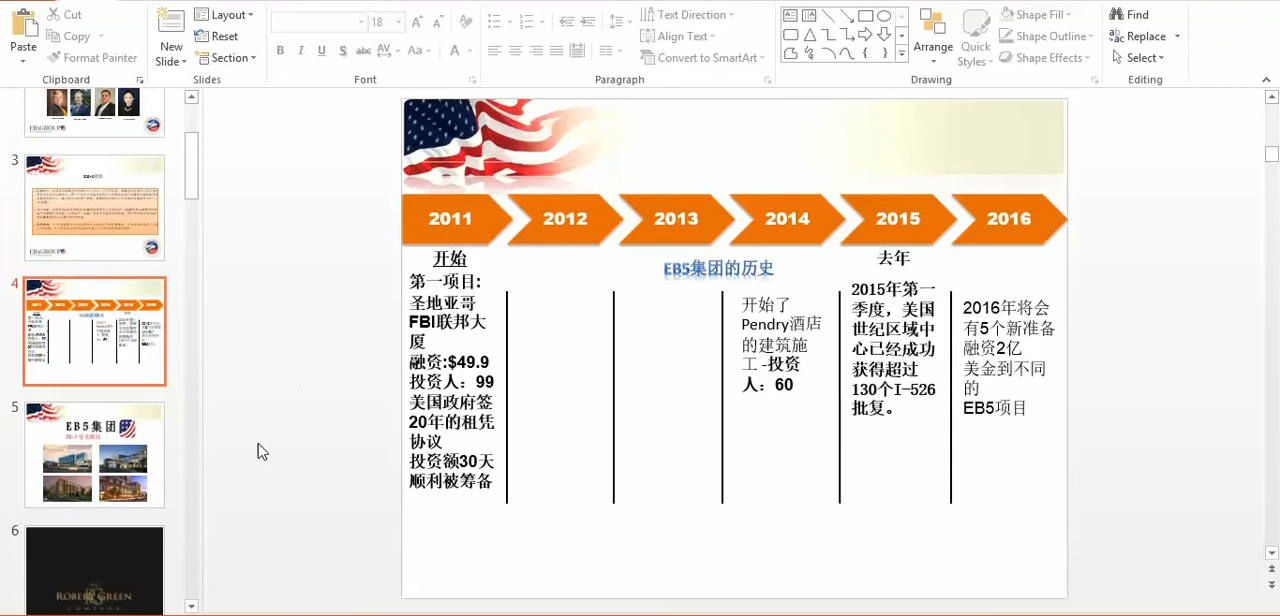 Cut
Copy
Format Painter
Paste
Clipboard
New
Slide
Layout
Reset
Section
Slides
18
B I U S abc AV Aa A
Font
Text Direction
Align Text
Convert to SmartArt
Paragraph
Arrange
Quick
Styles
Shape Fill
Shape Outline
Shape Effects
Drawing
Find
Replace
Select
Editing
3
4
5
EB5集团
6
ROBERT GREEN
COMPANY
2011
2012
2013
2014
2015
2016
EB5集团的历史
开始
第一项目:
圣地亚哥
FBI联邦大
厦
融资:$49.9
投资人：99
美国政府签
20年的租凭
协议
投资额30天
顺利被筹备
开始了
Pendry酒店
的建筑施
工 -投资
人：60
去年
2015年第一
季度，美国
世纪区域中
心已经成功
获得超过
130个I-526
批复。
2016年将会
有5个新准备
融资2亿
美金到不同
的
EB5项目